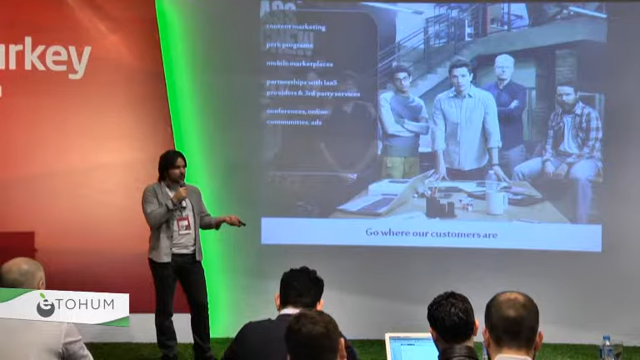 urkey
content marketing
perk programs
mobile marketplaces
partnerships with IaaS
providers & 3rd party services
conferences, online
communities, ads
Go where our customers are
eTOHUM